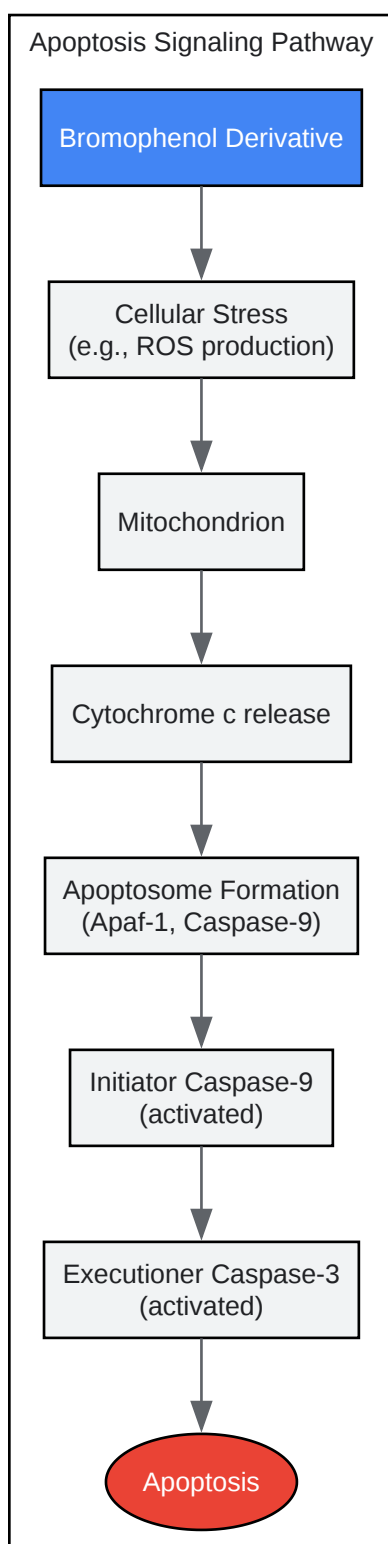 Apoptosis Signaling Pathway
Bromophenol Derivative
Cellular Stress
(e.g., ROS production)
Mitochondrion
Cytochrome c release
Apoptosome Formation
(Apaf-1, Caspase-9)
Initiator Caspase-9
(activated)
Executioner Caspase-3
(activated)
Apoptosis